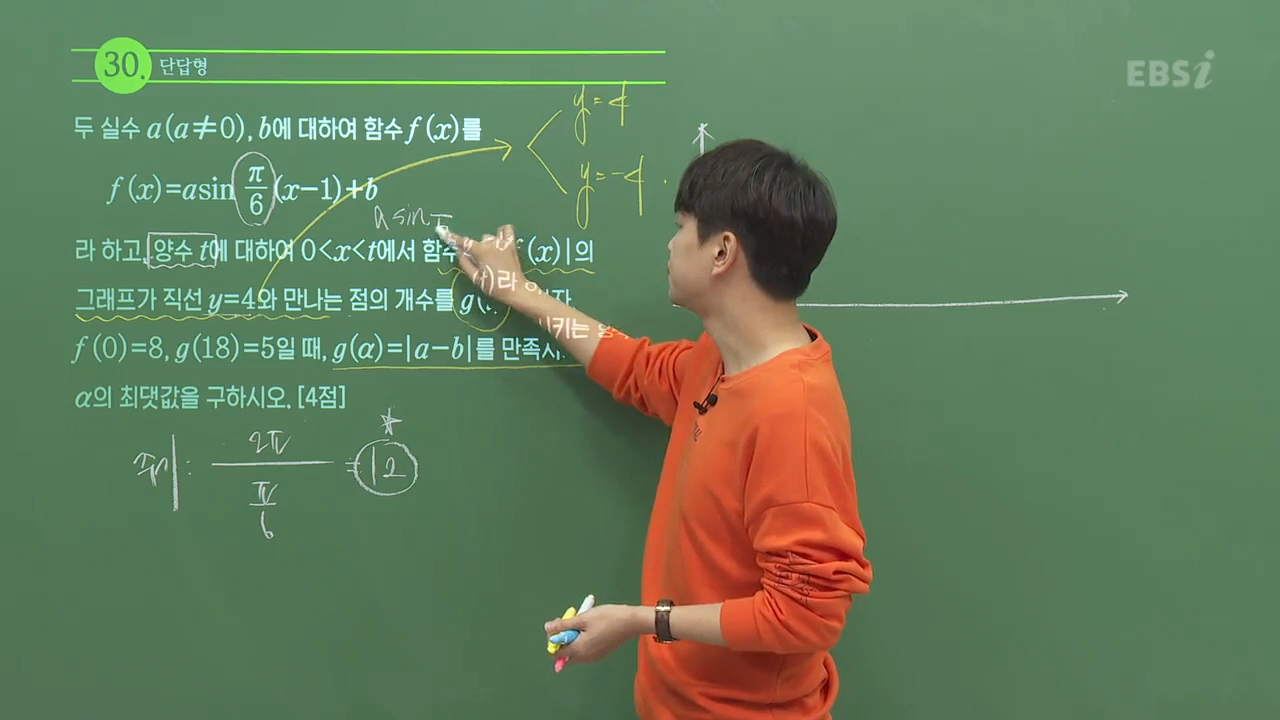 30. 단답형
EBSi
두 실수 a(a≠0), b에 대하여 함수 f(x)를
y=4
f(x)=asin π/6 (x-1)+b
y=-4
a sin
라 하고, 양수 t에 대하여 0<x<t에서 함수 f(x)|의
그래프가 직선 y=4와 만나는 점의 개수를 g( )라
f(0)=8, g(18)=5일 때, g(α)=|a-b|를 만족시키는
α의 최댓값을 구하시오. [4점]
주기 : 2π / π/6 = 12